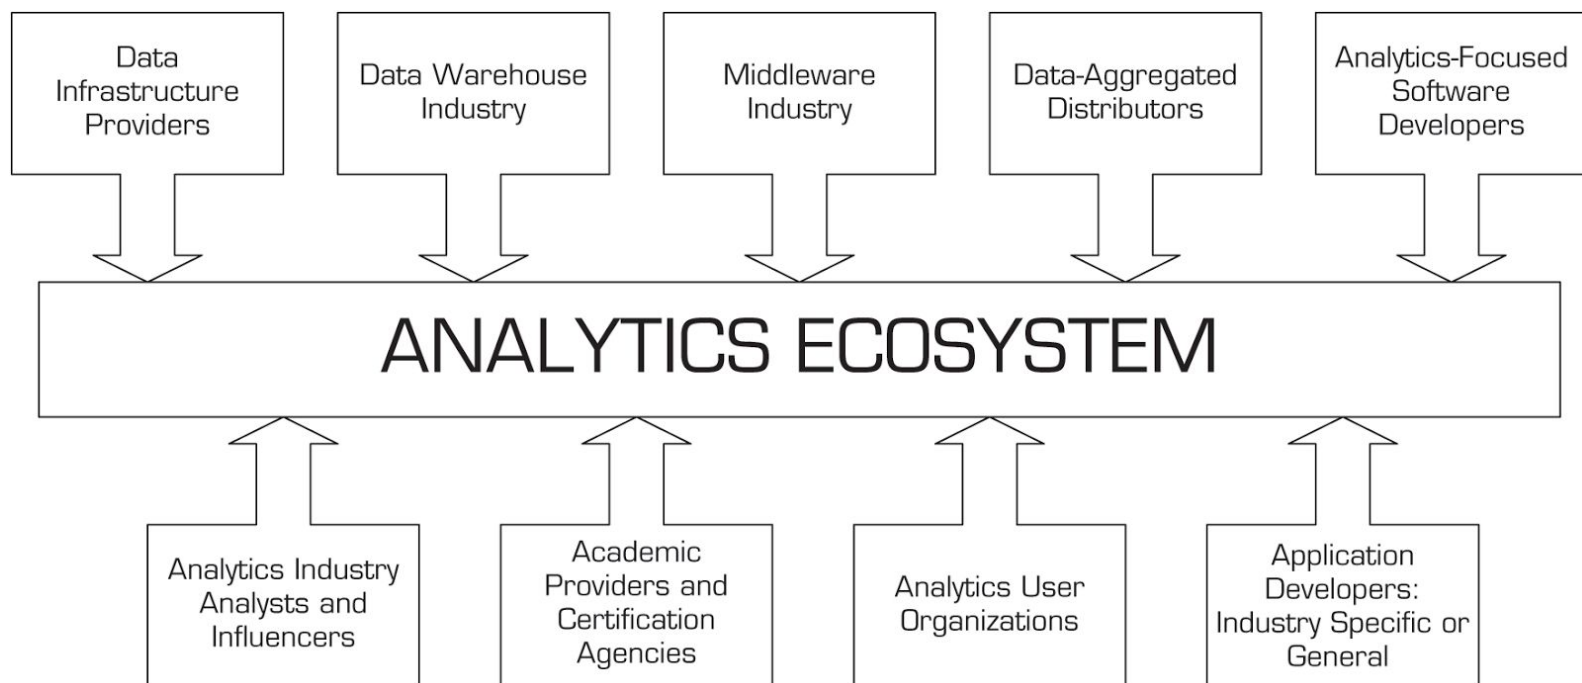 Data
Infrastructure
Providers
Data Warehouse
Industry
Middleware
Industry
Data-Aggregated
Distributors
Analytics-Focused
Software
Developers
ANALYTICS ECOSYSTEM
Analytics Industry
Analysts and
Influencers
Academic
Providers and
Certification
Agencies
Analytics User
Organizations
Application
Developers:
Industry Specific or
General